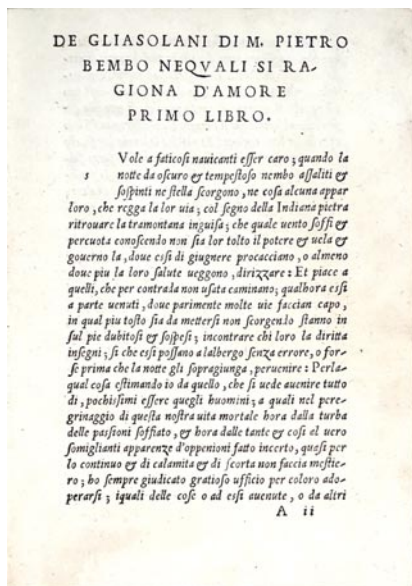 DE GLIASOLANI DI M. PIETRO
BEMBO NEQVALI SI RA-
GIONA D'AMORE
PRIMO LIBRO.
Vole a faticosi nauicanti esser caro; quando la
s notte da oscuro & tempestoso nembo assaliti &
sospinti ne stella scorgono, ne cosa alcuna appar
loro, che regga la lor uia; col segno della Indiana pietra
ritrouare la tramontana inguisa; che quale uento soffi &
percuota conoscendo non sia lor tolto il potere & uela &
gouerno la, doue essi di giugnere procacciano, o almeno
doue piu la loro salute ueggono, dirizzare: Et piace a
quelli, che per contrada non usata caminano; qualhora essi
a parte uenuti, doue parimente molte uie faccian capo,
in qual piu tosto sia da mettersi non scorgendo stanno in
sul pie dubitosi & sospesi; incontrare chi loro la diritta
insegni; si che essi possano alalbergo senza errore, o for-
se prima che la notte gli sopragiunga, peruenire: Perla-
qual cosa estimando io da quello, che si uede auenire tutto
di, pochissimi essere quegli huomini; a quali nel pere-
grinaggio di questa nostra uita mortale hora dalla turba
delle passioni soffiato, & hora dalle tante & cosi al uero
somiglianti apparenze d'oppenioni fatto incerto, quasi per
lo continuo & di calamita & di scorta non faccia mestie-
ro; ho sempre giudicato gratioso ufficio per coloro ado-
perarsi; iquali delle cose o ad essi auenute, o da altri
A ii